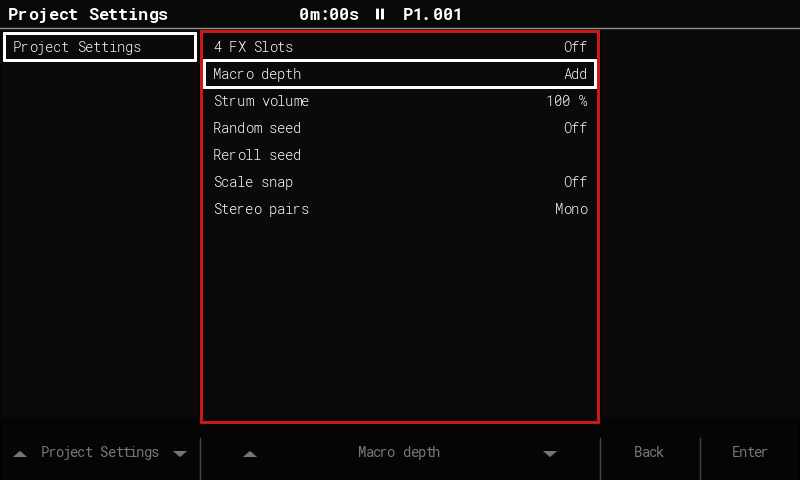 Project Settings 0m:00s P1.001
Project Settings
4 FX Slots Off
Macro depth Add
Strum volume 100 %
Random seed Off
Reroll seed
Scale snap Off
Stereo pairs Mono
Project Settings Macro depth Back Enter